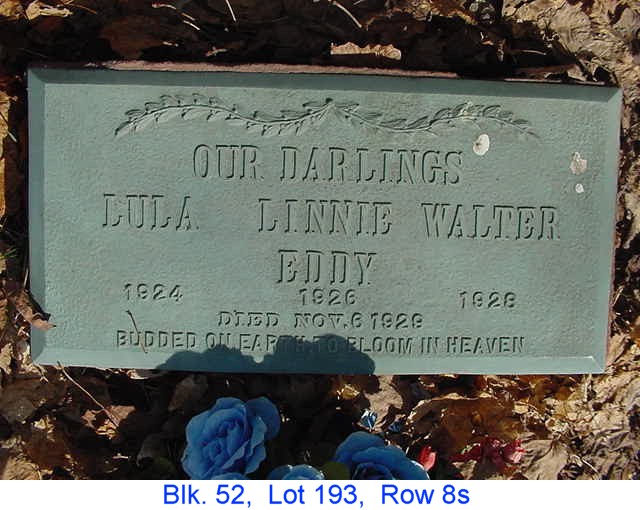 OUR DARLINGS
LULA LINNIE WALTER
EDDY
1924 1926 1928
DIED NOV. 6 1929
BUDDED ON EARTH TO BLOOM IN HEAVEN
Blk. 52, Lot 193, Row 8s